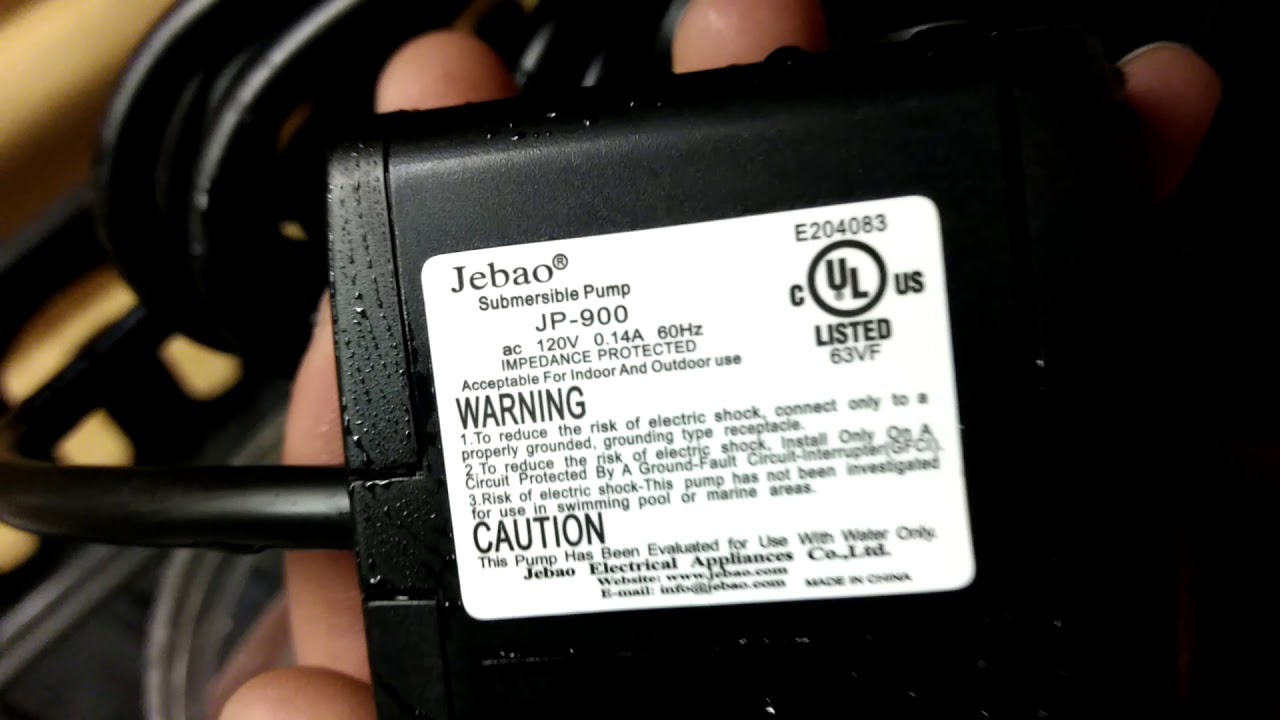 Jebao®
Submersible Pump
JP-900
ac 120V 0.14A 60Hz
IMPEDANCE PROTECTED
Acceptable For Indoor And Outdoor use
E204083
C UL US
LISTED
63VF
WARNING
1.To reduce the risk of electric shock, connect only to a
properly grounded, grounding type receptacle.
2.To reduce the risk of electric shock, Install Only On A
Circuit Protected By A Ground-Fault Circuit-Interrupter(GFCI).
3.Risk of electric shock-This pump has not been investigated
for use in swimming pool or marine areas.
CAUTION
This Pump Has Been Evaluated for Use With Water Only.
Jebao Electrical Appliances Co.,Ltd.
Website: www.jebao.com
E-mail: info@jebao.com MADE IN CHINA